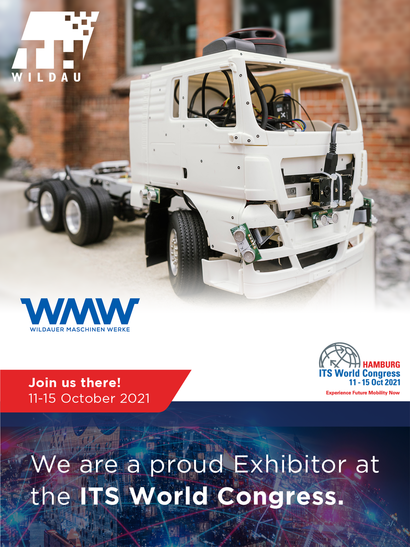 TH
WILDAU
WMW
WILDAUER MASCHINEN WERKE
HAMBURG
ITS World Congress
11 - 15 Oct 2021
Experience Future Mobility Now
Join us there!
11-15 October 2021
We are a proud Exhibitor at
the ITS World Congress.